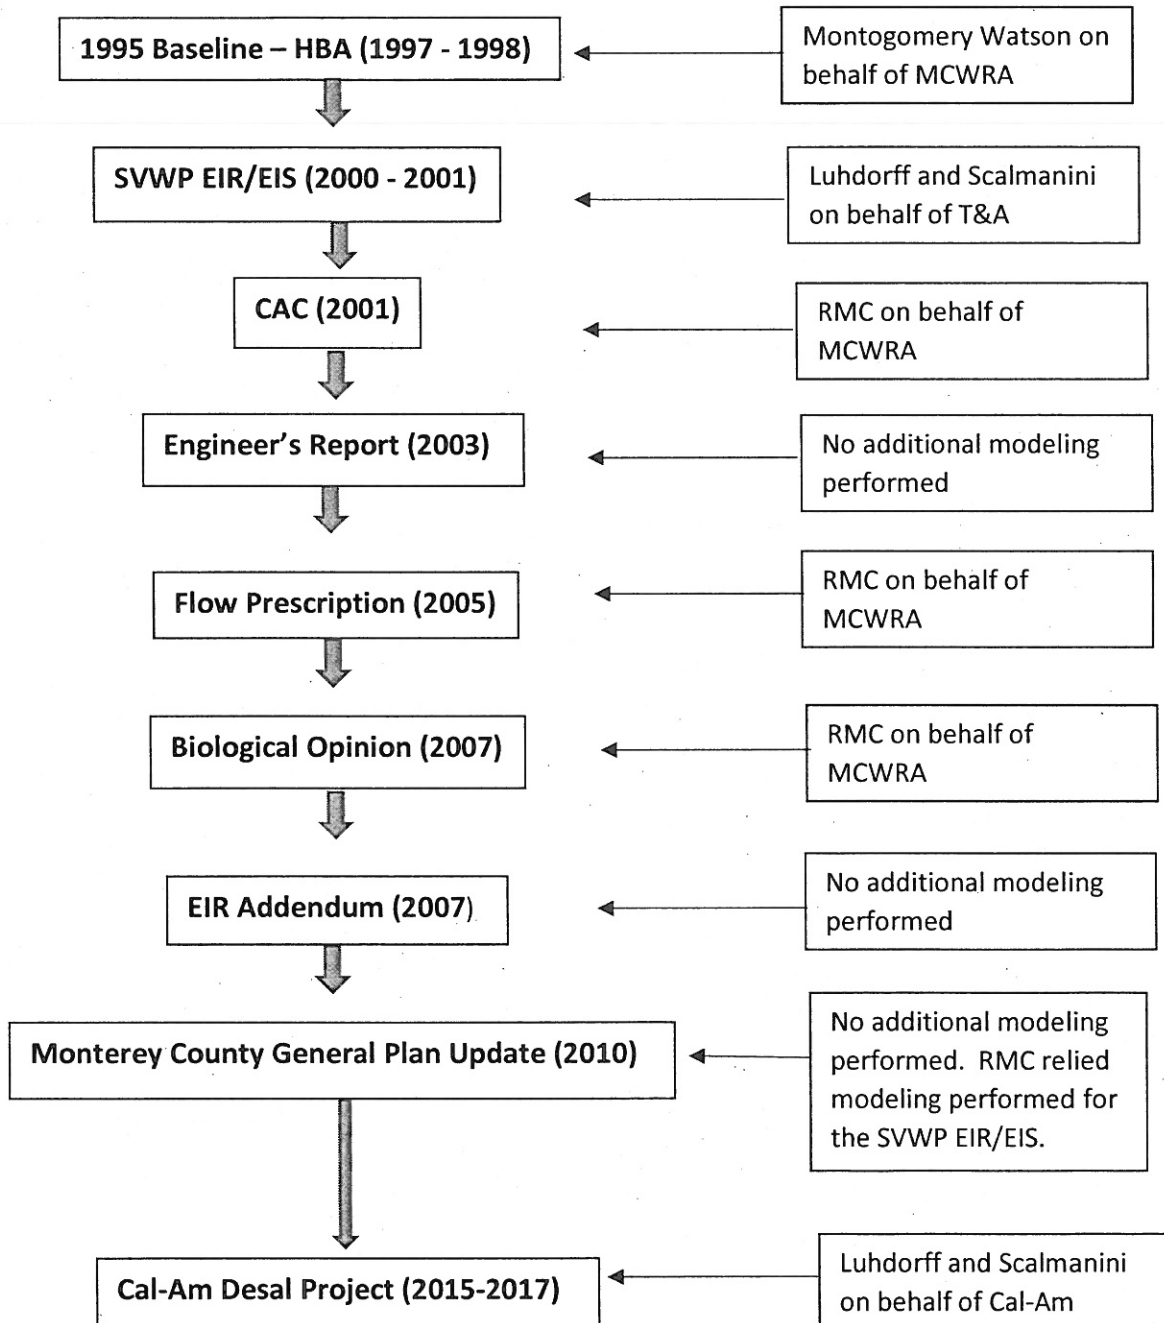 1995 Baseline – HBA (1997 - 1998)
Montogomery Watson on
behalf of MCWRA
SVWP EIR/EIS (2000 - 2001)
Luhdorff and Scalmanini
on behalf of T&A
CAC (2001)
RMC on behalf of
MCWRA
Engineer’s Report (2003)
No additional modeling
performed
Flow Prescription (2005)
RMC on behalf of
MCWRA
Biological Opinion (2007)
RMC on behalf of
MCWRA
EIR Addendum (2007)
No additional modeling
performed
Monterey County General Plan Update (2010)
No additional modeling
performed.  RMC relied
modeling performed for
the SVWP EIR/EIS.
Cal-Am Desal Project (2015-2017)
Luhdorff and Scalmanini
on behalf of Cal-Am